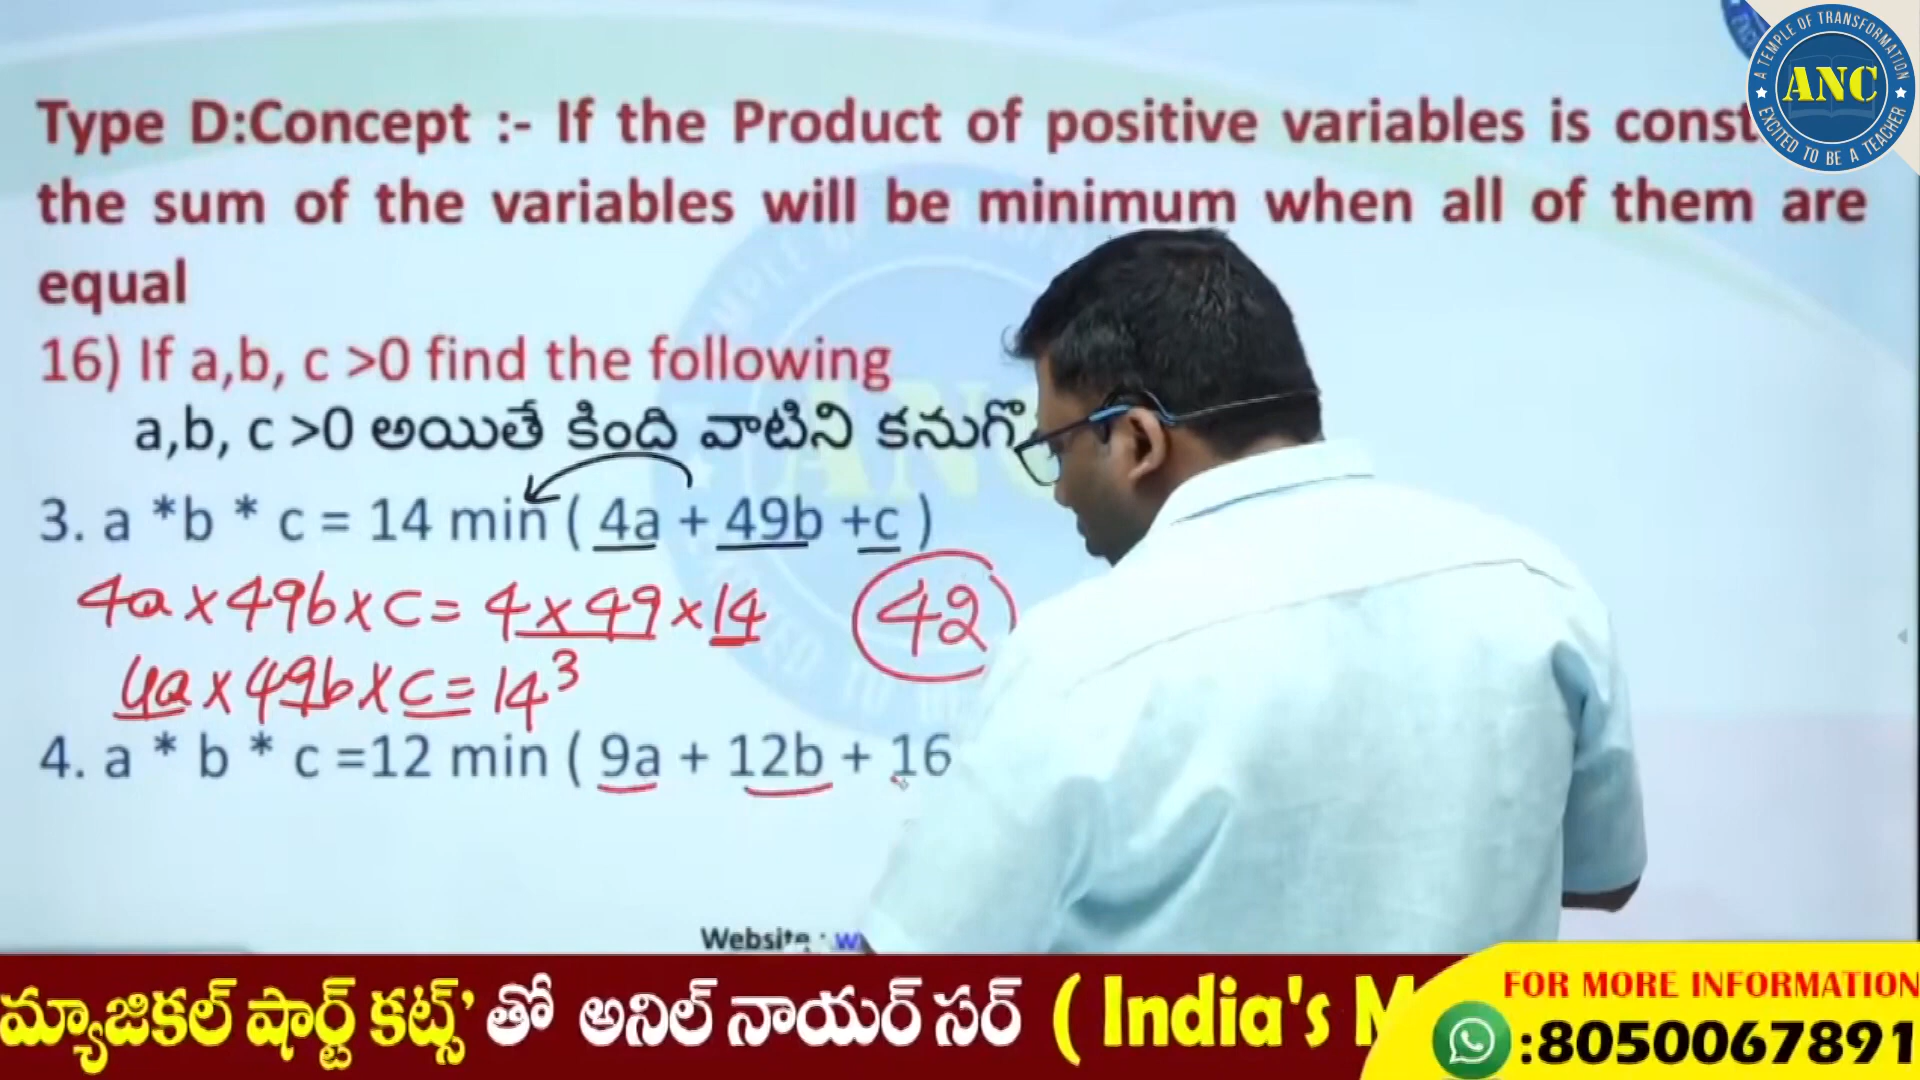 Type D:Concept :- If the Product of positive variables is const
the sum of the variables will be minimum when all of them are
equal
16) If a,b, c >0 find the following
a,b, c >0 అయితే కింది వాటిని కనుగొ
3. a *b * c = 14 min ( 4a + 49b +c )
4a x 49b x c = 4 x 49 x 14
42
4a x 49b x c = 14³
4. a * b * c =12 min ( 9a + 12b + 16
Website : w
మ్యాజికల్ షార్ట్ కట్స్' తో అనిల్ నాయర్ సర్ ( India's M
FOR MORE INFORMATION
:8050067891
A TEMPLE OF TRANSFORMATION
ANC
EXCITED TO BE A TEACHER